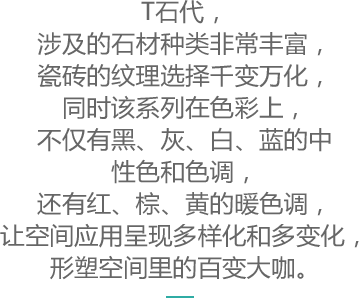 T石代，
涉及的石材种类非常丰富，
瓷砖的纹理选择千变万化，
同时该系列在色彩上，
不仅有黑、灰、白、蓝的中
性色和色调，
还有红、棕、黄的暖色调，
让空间应用呈现多样化和多变化，
形塑空间里的百变大咖。